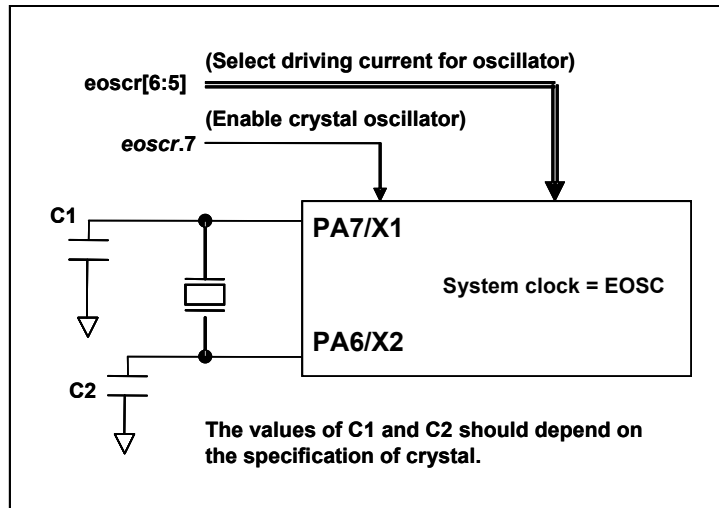 (Select driving current for oscillator)
eoscr[6:5]
(Enable crystal oscillator)
eoscr.7
C1
PA7/X1
System clock = EOSC
PA6/X2
C2
The values of C1 and C2 should depend on
the specification of crystal.